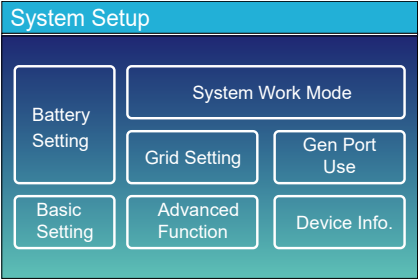 System Setup
Battery
Setting
System Work Mode
Grid Setting
Gen Port
Use
Basic
Setting
Advanced
Function
Device Info.